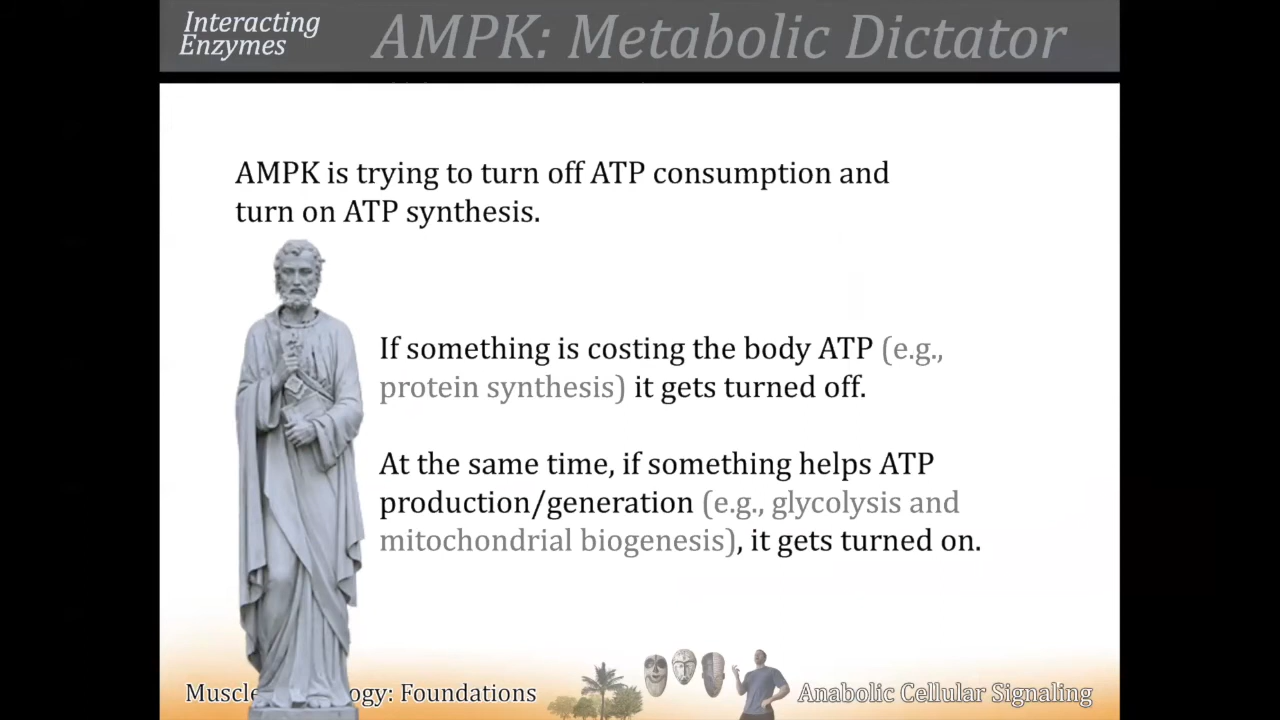 Interacting
Enzymes
AMPK: Metabolic Dictator
AMPK is trying to turn off ATP consumption and
turn on ATP synthesis.
If something is costing the body ATP (e.g.,
protein synthesis) it gets turned off.
At the same time, if something helps ATP
production/generation (e.g., glycolysis and
mitochondrial biogenesis), it gets turned on.
Muscle ogy: Foundations
Anabolic Cellular Signaling